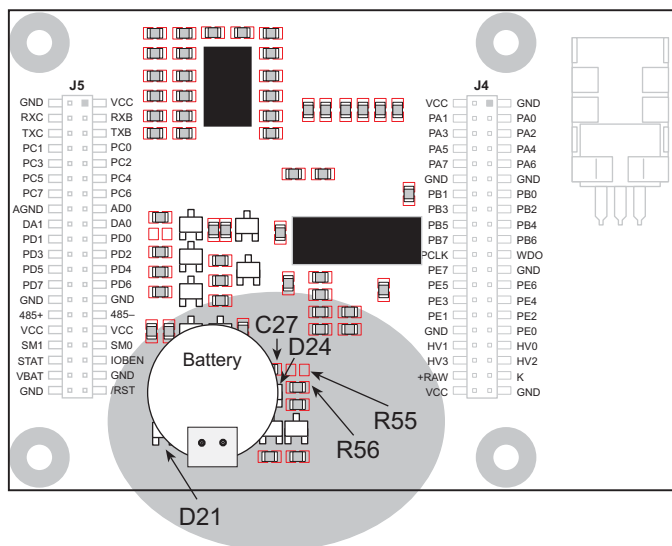 J5
J4
GND VCC
RXC RXB
TXC TXB
PC1 PC0
PC3 PC2
PC5 PC4
PC7 PC6
AGND AD0
DA1 DA0
PD1 PD0
PD3 PD2
PD5 PD4
PD7 PD6
GND GND
485+ 485–
VCC VCC
SM1 SM0
STAT IOBEN
VBAT GND
GND /RST
VCC GND
PA1 PA0
PA3 PA2
PA5 PA4
PA7 PA6
GND GND
PB1 PB0
PB3 PB2
PB5 PB4
PB7 PB6
PCLK WDO
PE7 GND
PE5 PE6
PE3 PE4
PE1 PE2
GND PE0
HV1 HV0
HV3 HV2
+RAW K
VCC GND
Battery
C27
D24
R55
R56
D21